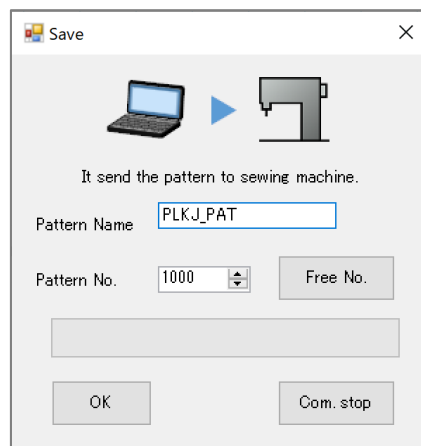 Save
It send the pattern to sewing machine.
Pattern Name PLKJ_PAT
Pattern No. 1000 Free No.
OK Com. stop